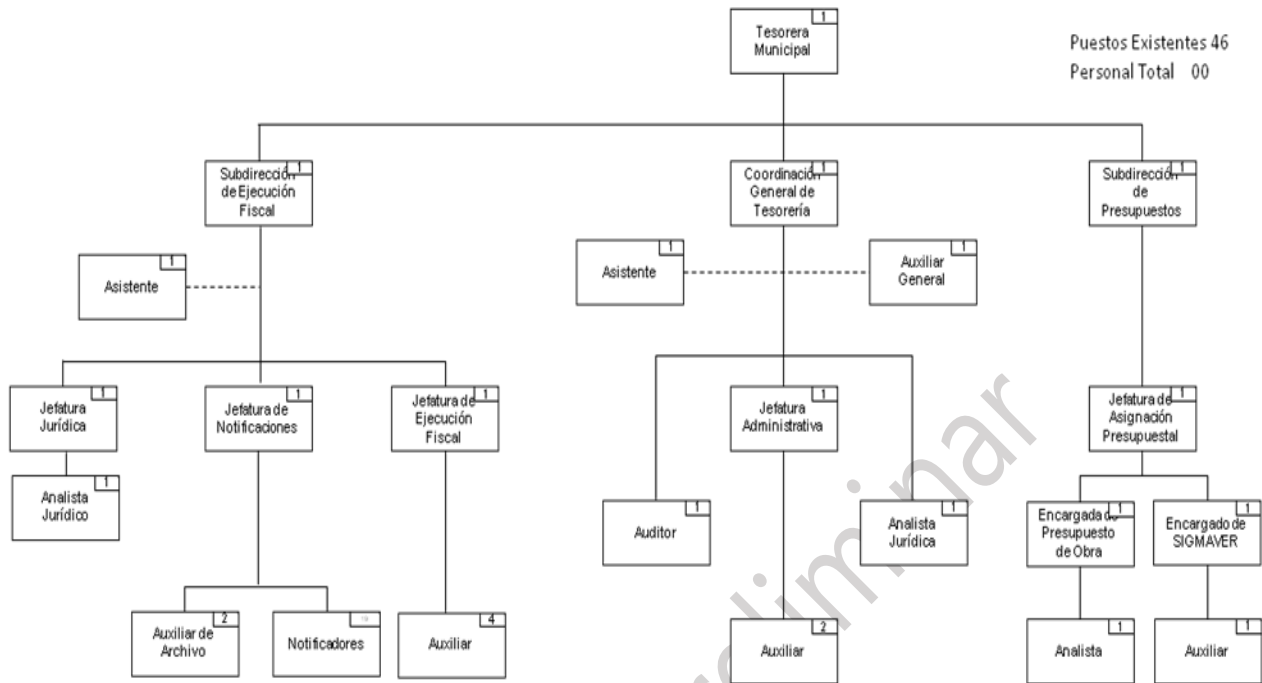 1
Tesorera
Municipal
Puestos Existentes 46
Personal Total 00
1
Subdirección
de Ejecución
Fiscal
1
Coordinación
General de
Tesorería
1
Subdirección
de
Presupuestos
1
Asistente
1
Asistente
1
Auxiliar
General
1
Jefatura
Jurídica
1
Jefatura de
Notificaciones
1
Jefatura de
Ejecución
Fiscal
1
Jefatura
Administrativa
1
Jefatura de
Asignación
Presupuestal
1
Analista
Jurídico
1
Auditor
1
Analista
Jurídica
1
Encargada de
Presupuesto
de Obra
1
Encargado de
SIGMAVER
2
Auxiliar de
Archivo
Notificadores
4
Auxiliar
2
Auxiliar
1
Analista
1
Auxiliar